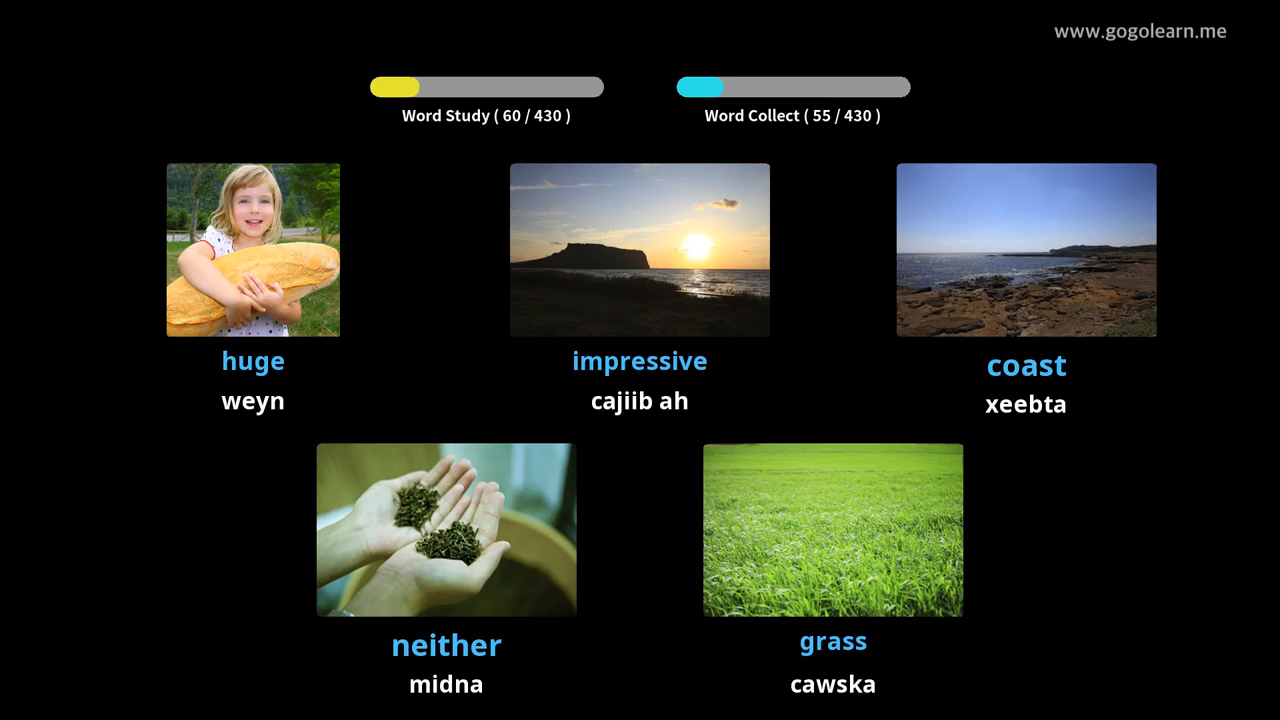 www.gogolearn.me
Word Study ( 60 / 430 )
Word Collect ( 55 / 430 )
huge
weyn
impressive
cajiib ah
coast
xeebta
neither
midna
grass
cawska